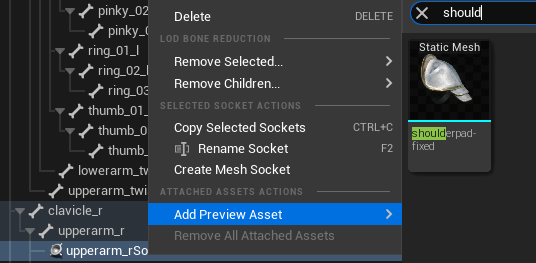 pinky_02
pinky_0
ring_01_l
ring_02_l
ring_03
thumb_01_
thumb_0
thumb_
lowerarm_tw
upperarm_twis
clavicle_r
upperarm_r
upperarm_rSo
Delete DELETE
LOD BONE REDUCTION
Remove Selected...
Remove Children...
SELECTED SOCKET ACTIONS
Copy Selected Sockets CTRL+C
Rename Socket F2
Create Mesh Socket
ATTACHED ASSETS ACTIONS
Add Preview Asset
Remove All Attached Assets
should
Static Mesh
shoulderpad-
fixed